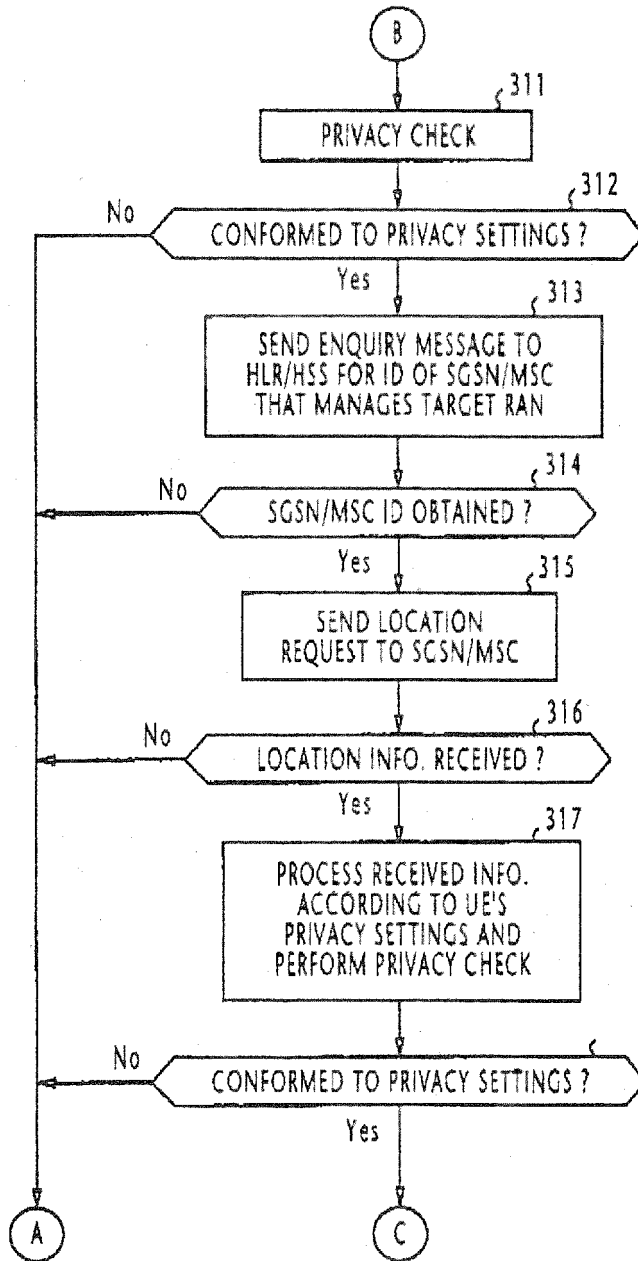 B
311
PRIVACY CHECK
312
No
CONFORMED TO PRIVACY SETTINGS ?
Yes
313
SEND ENQUIRY MESSAGE TO
HLR/HSS FOR ID OF SGSN/MSC
THAT MANAGES TARGET RAN
314
No
SGSN/MSC ID OBTAINED ?
Yes
315
SEND LOCATION
REQUEST TO SGSN/MSC
316
No
LOCATION INFO. RECEIVED ?
Yes
317
PROCESS RECEIVED INFO.
ACCORDING TO UE'S
PRIVACY SETTINGS AND
PERFORM PRIVACY CHECK
No
CONFORMED TO PRIVACY SETTINGS ?
Yes
A
C